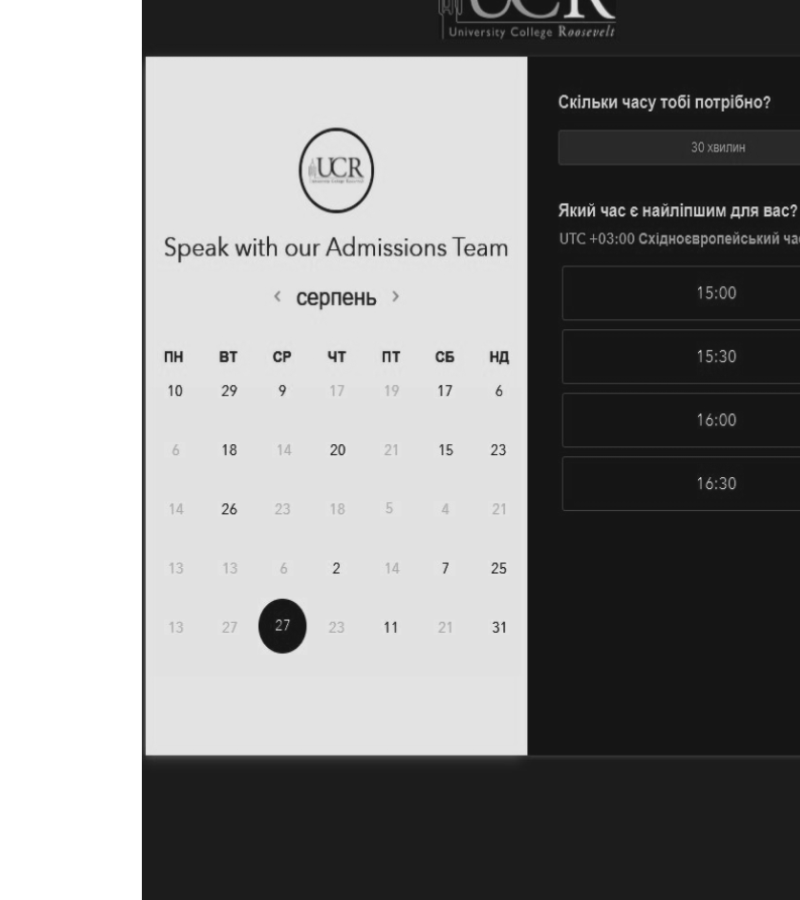 UCR
University College Roosevelt
UCR
Speak with our Admissions Team
‹ серпень ›
ПН ВТ СР ЧТ ПТ СБ НД
10 29 9 17 19 17 6
6 18 14 20 21 15 23
14 26 23 18 5 4 21
13 13 6 2 14 7 25
13 27 27 23 11 21 31
Скільки часу тобі потрібно?
30 хвилин
Який час є найліпшим для вас?
UTC +03:00 Східноєвропейський час
15:00
15:30
16:00
16:30